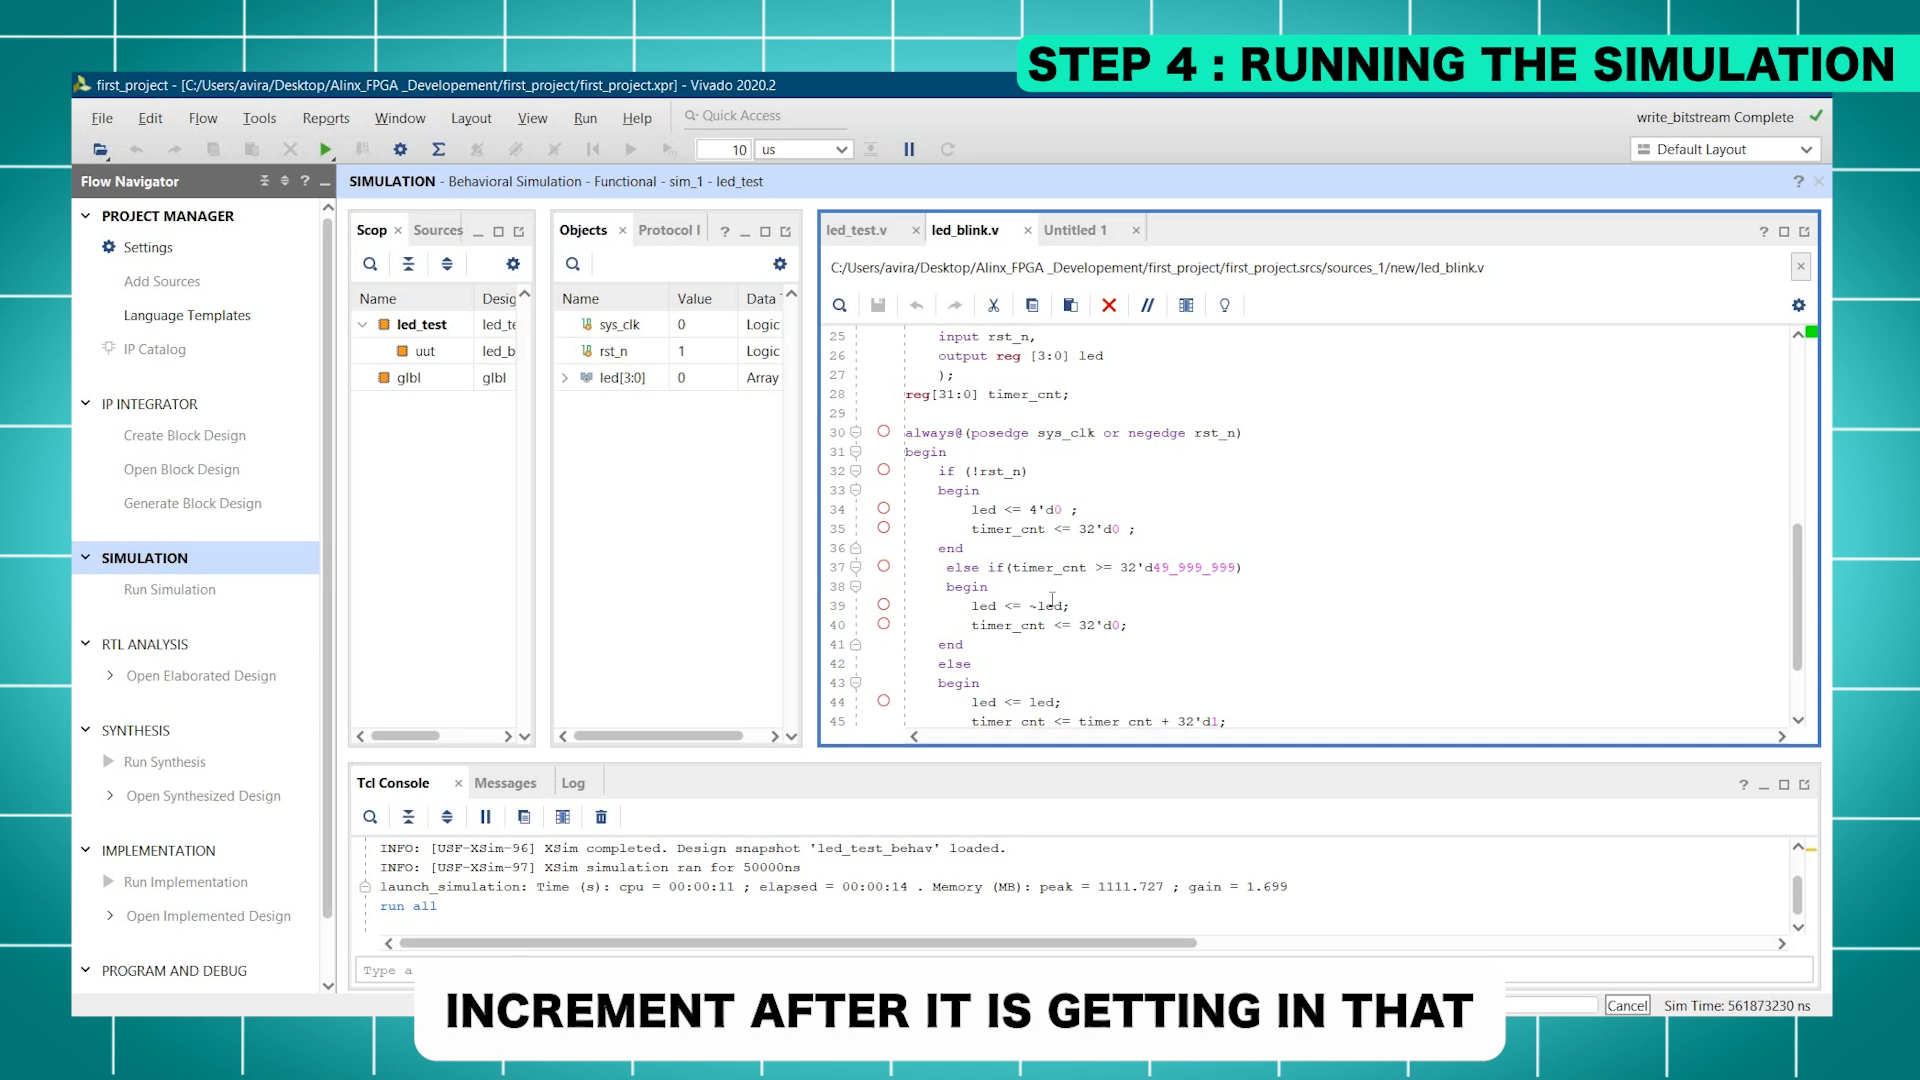 STEP 4 : RUNNING THE SIMULATION
first_project - [C:/Users/avira/Desktop/Alinx_FPGA _Developement/first_project/first_project.xpr] - Vivado 2020.2
File Edit Flow Tools Reports Window Layout View Run Help Quick Access
write_bitstream Complete
10 us
Default Layout
Flow Navigator
SIMULATION - Behavioral Simulation - Functional - sim_1 - led_test
PROJECT MANAGER
Settings
Add Sources
Language Templates
IP Catalog
IP INTEGRATOR
Create Block Design
Open Block Design
Generate Block Design
SIMULATION
Run Simulation
RTL ANALYSIS
Open Elaborated Design
SYNTHESIS
Run Synthesis
Open Synthesized Design
IMPLEMENTATION
Run Implementation
Open Implemented Design
PROGRAM AND DEBUG
Scop Sources
Name Desig
led_test led_te
uut led_b
glbl glbl
Objects Protocol I
Name Value Data
sys_clk 0 Logic
rst_n 1 Logic
led[3:0] 0 Array
led_test.v led_blink.v Untitled 1
C:/Users/avira/Desktop/Alinx_FPGA _Developement/first_project/first_project.srcs/sources_1/new/led_blink.v
25 input rst_n,
26 output reg [3:0] led
27 );
28 reg[31:0] timer_cnt;
29
30 always@(posedge sys_clk or negedge rst_n)
31 begin
32 if (!rst_n)
33 begin
34 led <= 4'd0 ;
35 timer_cnt <= 32'd0 ;
36 end
37 else if(timer_cnt >= 32'd49_999_999)
38 begin
39 led <= ~led;
40 timer_cnt <= 32'd0;
41 end
42 else
43 begin
44 led <= led;
45 timer_cnt <= timer_cnt + 32'd1;
Tcl Console Messages Log
INFO: [USF-XSim-96] XSim completed. Design snapshot 'led_test_behav' loaded.
INFO: [USF-XSim-97] XSim simulation ran for 50000ns
launch_simulation: Time (s): cpu = 00:00:11 ; elapsed = 00:00:14 . Memory (MB): peak = 1111.727 ; gain = 1.699
run all
Type a
Cancel Sim Time: 561873230 ns
INCREMENT AFTER IT IS GETTING IN THAT